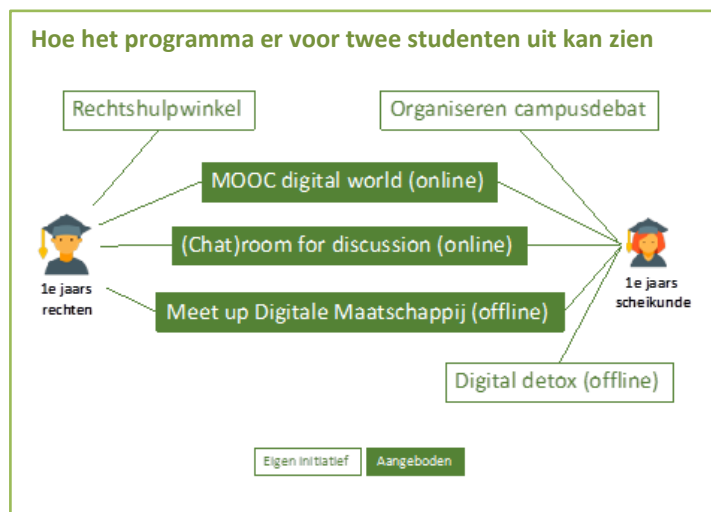 Hoe het programma er voor twee studenten uit kan zien
Rechtshulpwinkel
Organiseren campusdebat
MOOC digital world (online)
(Chat)room for discussion (online)
1e jaars
rechten
1e jaars
scheikunde
Meet up Digitale Maatschappij (offline)
Digital detox (offline)
Eigen initiatief
Aangeboden